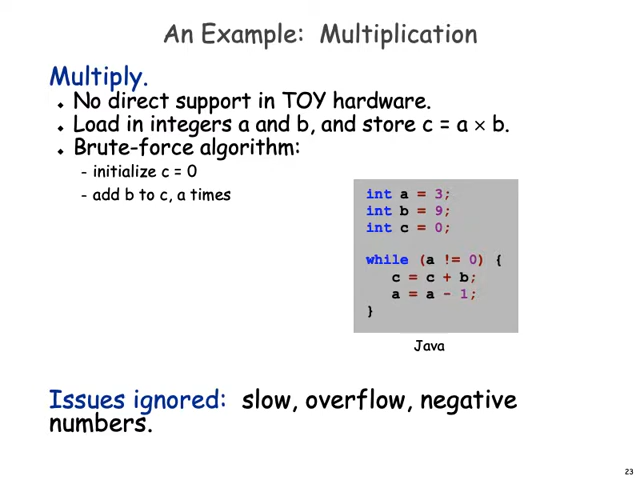 An Example: Multiplication
Multiply.
No direct support in TOY hardware.
Load in integers a and b, and store c = a × b.
Brute-force algorithm:
- initialize c = 0
- add b to c, a times
int a = 3;
int b = 9;
int c = 0;
while (a != 0) {
c = c + b;
a = a - 1;
}
Java
Issues ignored: slow, overflow, negative
numbers.
23